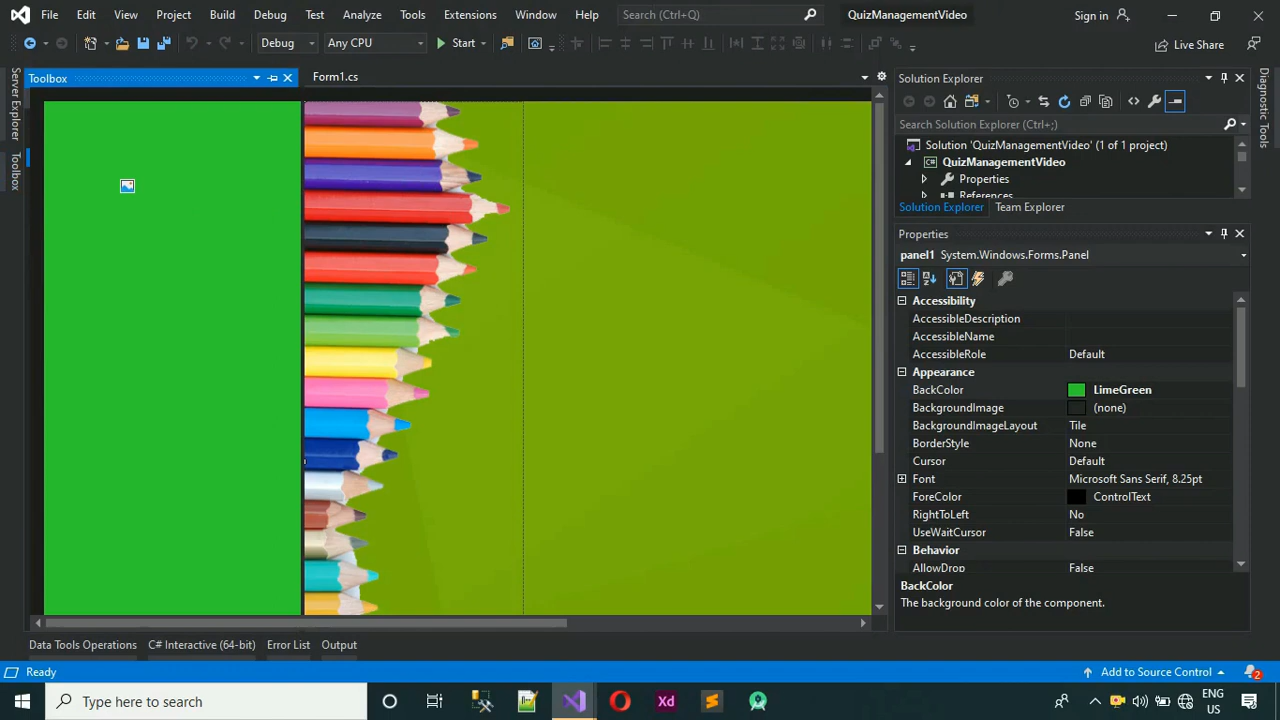 File Edit View Project Build Debug Test Analyze Tools Extensions Window Help Search (Ctrl+Q) QuizManagementVideo Sign in
Debug Any CPU Start Live Share
Toolbox Form1.cs Solution Explorer
Server Explorer
Toolbox
Diagnostic Tools
Search Solution Explorer (Ctrl+;)
Solution 'QuizManagementVideo' (1 of 1 project)
QuizManagementVideo
Properties
References
Solution Explorer Team Explorer
Properties
panel1 System.Windows.Forms.Panel
Accessibility
AccessibleDescription
AccessibleName
AccessibleRole Default
Appearance
BackColor LimeGreen
BackgroundImage (none)
BackgroundImageLayout Tile
BorderStyle None
Cursor Default
Font Microsoft Sans Serif, 8.25pt
ForeColor ControlText
RightToLeft No
UseWaitCursor False
Behavior
AllowDrop False
BackColor
The background color of the component.
Data Tools Operations C# Interactive (64-bit) Error List Output
Ready Add to Source Control 2
Type here to search Xd ENG
US